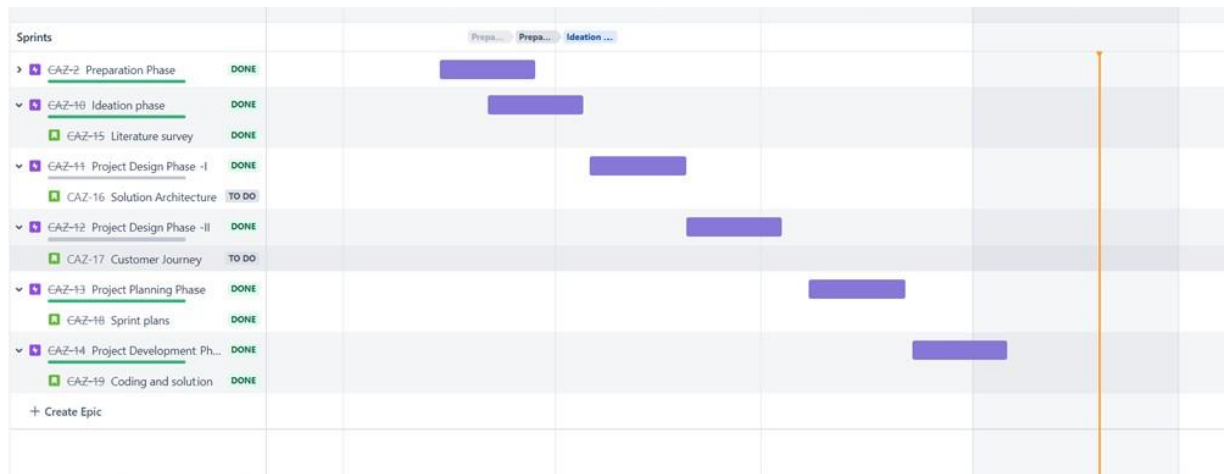 Sprints Prepa... Prepa... Ideation ...
CAZ-2 Preparation Phase DONE
CAZ-10 Ideation phase DONE
CAZ-15 Literature survey DONE
CAZ-11 Project Design Phase -I DONE
CAZ-16 Solution Architecture TO DO
CAZ-12 Project Design Phase -II DONE
CAZ-17 Customer Journey TO DO
CAZ-13 Project Planning Phase DONE
CAZ-18 Sprint plans DONE
CAZ-14 Project Development Ph... DONE
CAZ-19 Coding and solution DONE
+ Create Epic